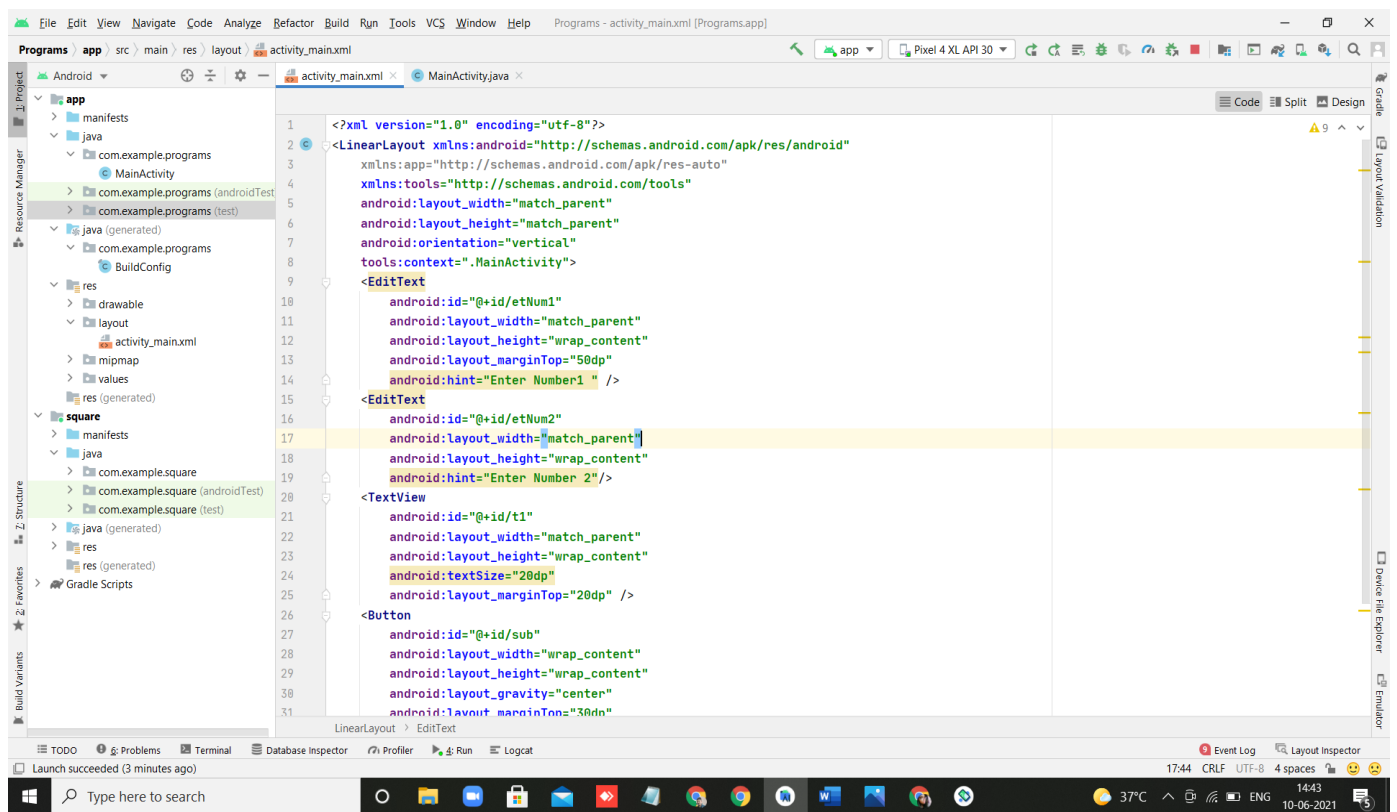 File Edit View Navigate Code Analyze Refactor Build Run Tools VCS Window Help Programs - activity_main.xml [Programs.app]
Programs app src main res layout activity_main.xml app Pixel 4 XL API 30
1: Project
Resource Manager
Z: Structure
2: Favorites
Build Variants
Android
app
manifests
java
com.example.programs
MainActivity
com.example.programs (androidTest
com.example.programs (test)
java (generated)
com.example.programs
BuildConfig
res
drawable
layout
activity_main.xml
mipmap
values
res (generated)
square
manifests
java
com.example.square
com.example.square (androidTest)
com.example.square (test)
java (generated)
res
res (generated)
Gradle Scripts
activity_main.xml MainActivity.java
Code Split Design
9
1 <?xml version="1.0" encoding="utf-8"?>
2 <LinearLayout xmlns:android="http://schemas.android.com/apk/res/android"
3 xmlns:app="http://schemas.android.com/apk/res-auto"
4 xmlns:tools="http://schemas.android.com/tools"
5 android:layout_width="match_parent"
6 android:layout_height="match_parent"
7 android:orientation="vertical"
8 tools:context=".MainActivity">
9 <EditText
10 android:id="@+id/etNum1"
11 android:layout_width="match_parent"
12 android:layout_height="wrap_content"
13 android:layout_marginTop="50dp"
14 android:hint="Enter Number1 " />
15 <EditText
16 android:id="@+id/etNum2"
17 android:layout_width="match_parent"
18 android:layout_height="wrap_content"
19 android:hint="Enter Number 2"/>
20 <TextView
21 android:id="@+id/t1"
22 android:layout_width="match_parent"
23 android:layout_height="wrap_content"
24 android:textSize="20dp"
25 android:layout_marginTop="20dp" />
26 <Button
27 android:id="@+id/sub"
28 android:layout_width="wrap_content"
29 android:layout_height="wrap_content"
30 android:layout_gravity="center"
31 android:layout_marginTop="30dp"
LinearLayout EditText
Gradle
Layout Validation
Device File Explorer
Emulator
TODO 6: Problems Terminal Database Inspector Profiler 4: Run Logcat 9 Event Log Layout Inspector
Launch succeeded (3 minutes ago) 17:44 CRLF UTF-8 4 spaces
Type here to search 37°C ENG 14:43
10-06-2021 5